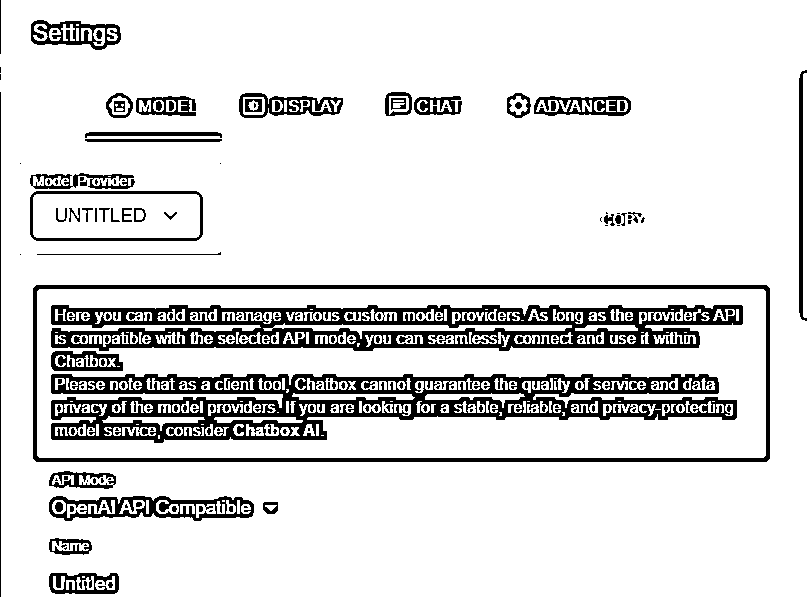 Settings
MODEL DISPLAY CHAT ADVANCED
Model Provider
UNTITLED
COPY
Here you can add and manage various custom model providers. As long as the provider's API
is compatible with the selected API mode, you can seamlessly connect and use it within
Chatbox.
Please note that as a client tool, Chatbox cannot guarantee the quality of service and data
privacy of the model providers. If you are looking for a stable, reliable, and privacy-protecting
model service, consider Chatbox AI.
API Mode
OpenAI API Compatible
Name
Untitled